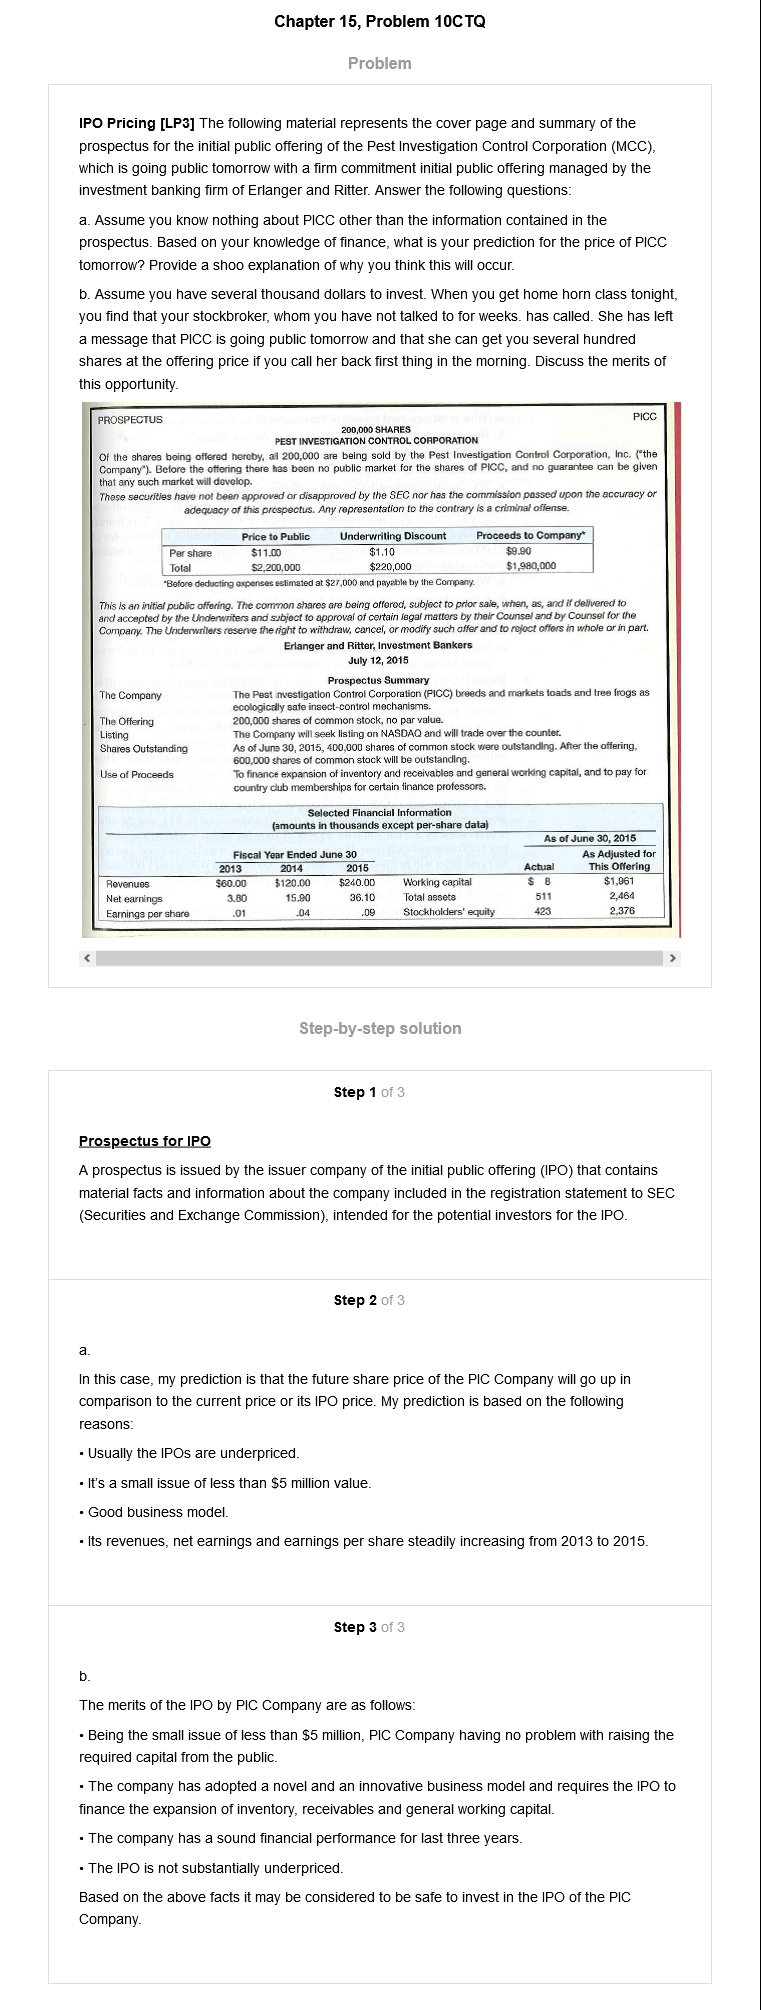 Chapter 15, Problem 10CTQ
Problem
IPO Pricing [LP3] The following material represents the cover page and summary of the
prospectus for the initial public offering of the Pest Investigation Control Corporation (MCC),
which is going public tomorrow with a firm commitment initial public offering managed by the
investment banking firm of Erlanger and Ritter. Answer the following questions:
a. Assume you know nothing about PICC other than the information contained in the
prospectus. Based on your knowledge of finance, what is your prediction for the price of PICC
tomorrow? Provide a shoo explanation of why you think this will occur.
b. Assume you have several thousand dollars to invest. When you get home horn class tonight,
you find that your stockbroker, whom you have not talked to for weeks. has called. She has left
a message that PICC is going public tomorrow and that she can get you several hundred
shares at the offering price if you call her back first thing in the morning. Discuss the merits of
this opportunity.
PROSPECTUS PICC
200,000 SHARES
PEST INVESTIGATION CONTROL CORPORATION
Of the shares being offered hereby, all 200,000 are being sold by the Pest Investigation Control Corporation, Inc. ("the
Company"). Before the offering there has been no public market for the shares of PICC, and no guarantee can be given
that any such market will develop.
These securities have not been approved or disapproved by the SEC nor has the commission passed upon the accuracy or
adequacy of this prospectus. Any representation to the contrary is a criminal offense.
Price to Public Underwriting Discount Proceeds to Company*
Per share $11.00 $1.10 $9.90
Total $2,200,000 $220,000 $1,980,000
*Before deducting expenses estimated at $27,000 and payable by the Company.
This is an initial public offering. The common shares are being offered, subject to prior sale, when, as, and if delivered to
and accepted by the Underwriters and subject to approval of certain legal matters by their Counsel and by Counsel for the
Company. The Underwriters reserve the right to withdraw, cancel, or modify such offer and to reject offers in whole or in part.
Erlanger and Ritter, Investment Bankers
July 12, 2015
Prospectus Summary
The Company The Pest Investigation Control Corporation (PICC) breeds and markets toads and tree frogs as
ecologically safe insect-control mechanisms.
The Offering 200,000 shares of common stock, no par value.
Listing The Company will seek listing on NASDAQ and will trade over the counter.
Shares Outstanding As of June 30, 2015, 400,000 shares of common stock were outstanding. After the offering,
600,000 shares of common stock will be outstanding.
Use of Proceeds To finance expansion of inventory and receivables and general working capital, and to pay for
country club memberships for certain finance professors.
Selected Financial Information
(amounts in thousands except per-share data)
As of June 30, 2015
Fiscal Year Ended June 30 As Adjusted for
2013 2014 2015 Actual This Offering
Revenues $60.00 $120.00 $240.00 Working capital $ 8 $1,961
Net earnings 3.80 15.90 36.10 Total assets 511 2,464
Earnings per share .01 .04 .09 Stockholders' equity 423 2,376
Step-by-step solution
Step 1 of 3
Prospectus for IPO
A prospectus is issued by the issuer company of the initial public offering (IPO) that contains
material facts and information about the company included in the registration statement to SEC
(Securities and Exchange Commission), intended for the potential investors for the IPO.
Step 2 of 3
a.
In this case, my prediction is that the future share price of the PIC Company will go up in
comparison to the current price or its IPO price. My prediction is based on the following
reasons:
• Usually the IPOs are underpriced.
• It's a small issue of less than $5 million value.
• Good business model.
• Its revenues, net earnings and earnings per share steadily increasing from 2013 to 2015.
Step 3 of 3
b.
The merits of the IPO by PIC Company are as follows:
• Being the small issue of less than $5 million, PIC Company having no problem with raising the
required capital from the public.
• The company has adopted a novel and an innovative business model and requires the IPO to
finance the expansion of inventory, receivables and general working capital.
• The company has a sound financial performance for last three years.
• The IPO is not substantially underpriced.
Based on the above facts it may be considered to be safe to invest in the IPO of the PIC
Company.